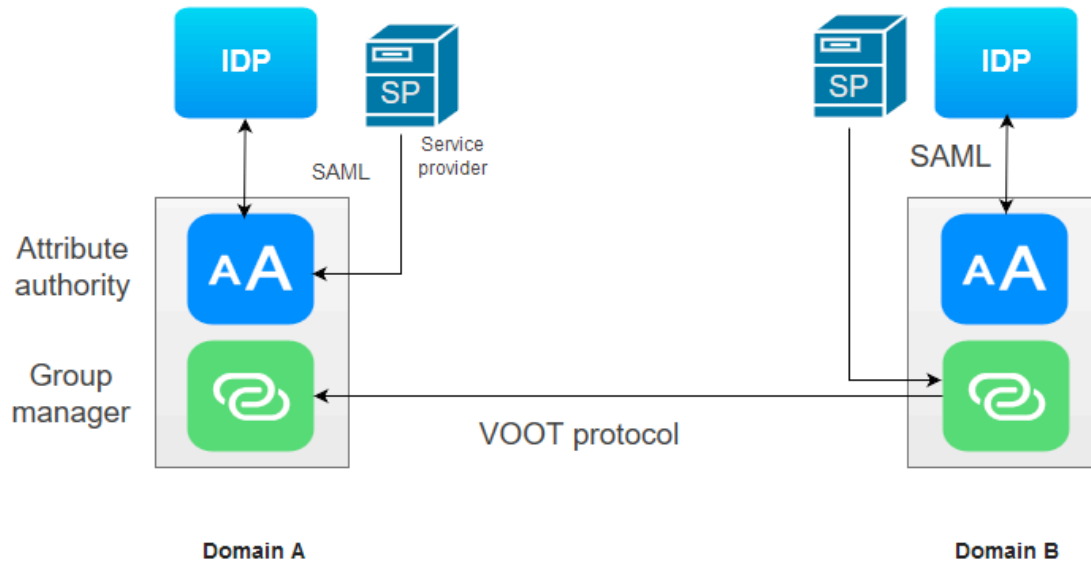 IDP
SP
Service
provider
SAML
Attribute
authority
AA
Group
manager
VOOT protocol
SP
IDP
SAML
AA
Domain A
Domain B